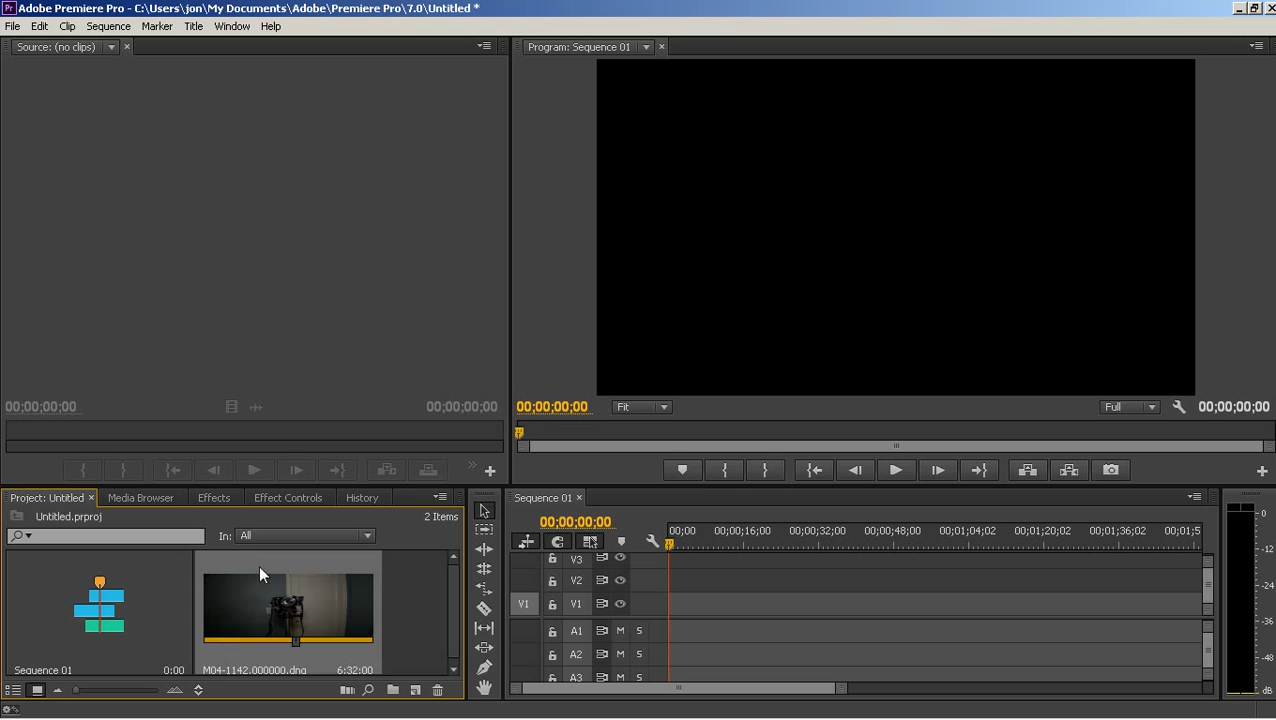 Adobe Premiere Pro - C:\Users\jon\My Documents\Adobe\Premiere Pro\7.0\Untitled *
File Edit Clip Sequence Marker Title Window Help
Source: (no clips)
Program: Sequence 01
00;00;00;00
00;00;00;00
00;00;00;00
Fit
Full
00;00;00;00
Project: Untitled
Media Browser
Effects
Effect Controls
History
Untitled.prproj
2 Items
In: All
Sequence 01
0:00
M04-1142.000000.dng
6:32:00
Sequence 01
00;00;00;00
00;00 00;00;16;00 00;00;32;00 00;00;48;00 00;01;04;02 00;01;20;02 00;01;36;02 00;01;5
V3
V2
V1 V1
A1 M S
A2 M S
A3 M S
0
-12
-24
-36
-48
dB